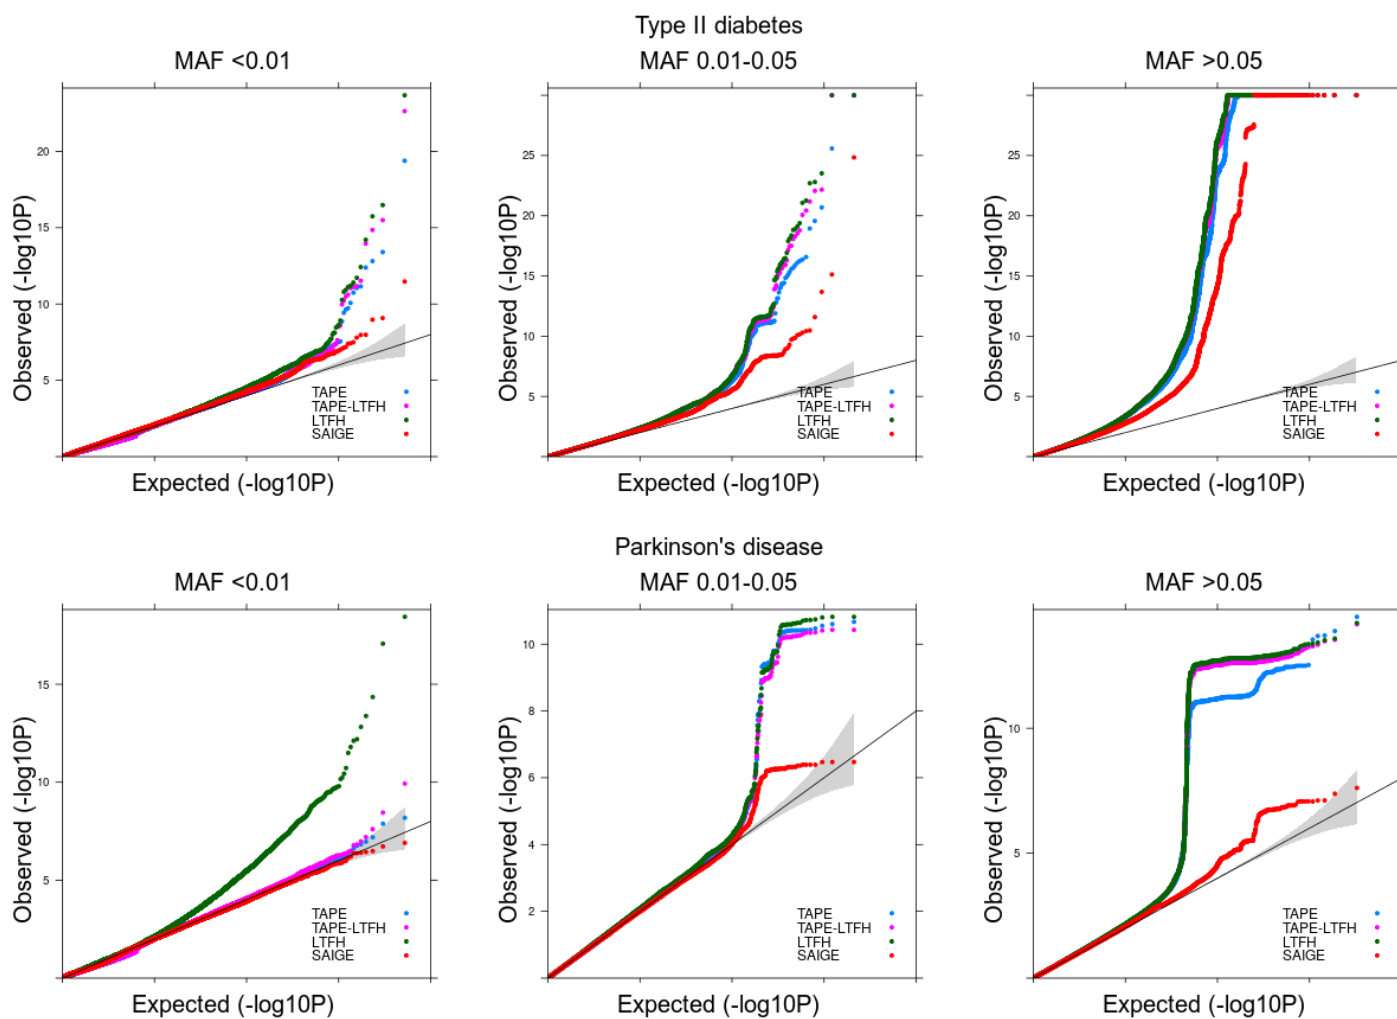 Type II diabetes
MAF <0.01
MAF 0.01-0.05
MAF >0.05
Observed (-log10P)
20
15
10
5
TAPE
TAPE-LTFH
LTFH
SAIGE
Expected (-log10P)
Observed (-log10P)
25
20
15
10
5
TAPE
TAPE-LTFH
LTFH
SAIGE
Expected (-log10P)
Observed (-log10P)
25
20
15
10
5
TAPE
TAPE-LTFH
LTFH
SAIGE
Expected (-log10P)
Parkinson's disease
MAF <0.01
MAF 0.01-0.05
MAF >0.05
Observed (-log10P)
15
10
5
TAPE
TAPE-LTFH
LTFH
SAIGE
Expected (-log10P)
Observed (-log10P)
10
8
6
4
2
TAPE
TAPE-LTFH
LTFH
SAIGE
Expected (-log10P)
Observed (-log10P)
10
5
TAPE
TAPE-LTFH
LTFH
SAIGE
Expected (-log10P)